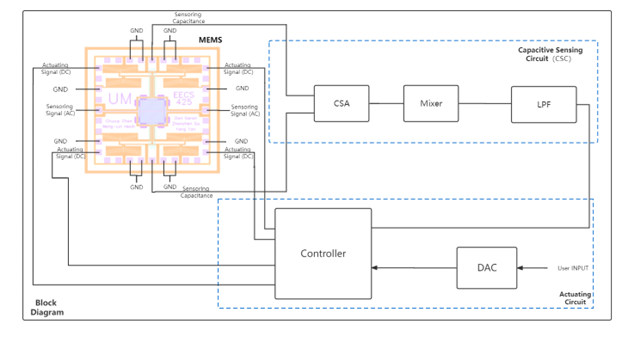 Sensoring
Capacitance
GND
GND
MEMS
Actuating
Signal (DC)
Actuating
Signal (DC)
GND
GND
UM
EECS
425
Sensoring
Signal (AC)
Sensoring
Signal (AC)
GND
GND
Actuating
Signal (DC)
Actuating
Signal (DC)
GND
GND
Sensoring
Capacitance
Capacitive Sensing
Circuit (CSC)
CSA
Mixer
LPF
Controller
DAC
User INPUT
Actuating
Circuit
Block
Diagram